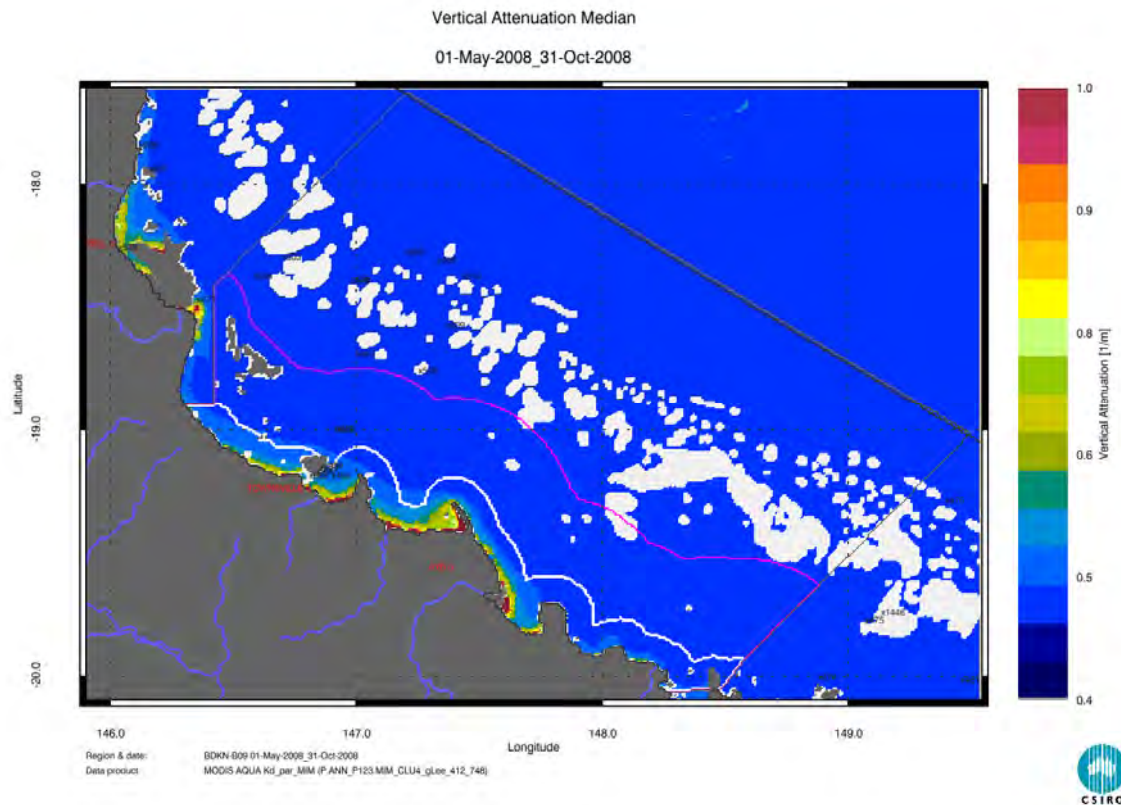 Vertical Attenuation Median
01-May-2008_31-Oct-2008
1.0
0.9
0.8
0.6
0.5
0.4
Vertical Attenuation [1/m]
Latitude
-18.0
-19.0
-20.0
x1446
146.0
147.0
148.0
149.0
Longitude
Region & date: BDKN-B09 01-May-2008_31-Oct-2008
Data product MODIS AQUA Kd_par_MIM (P.ANN_P123.MIM_CLU4_gLee_412_748)
CSIRO